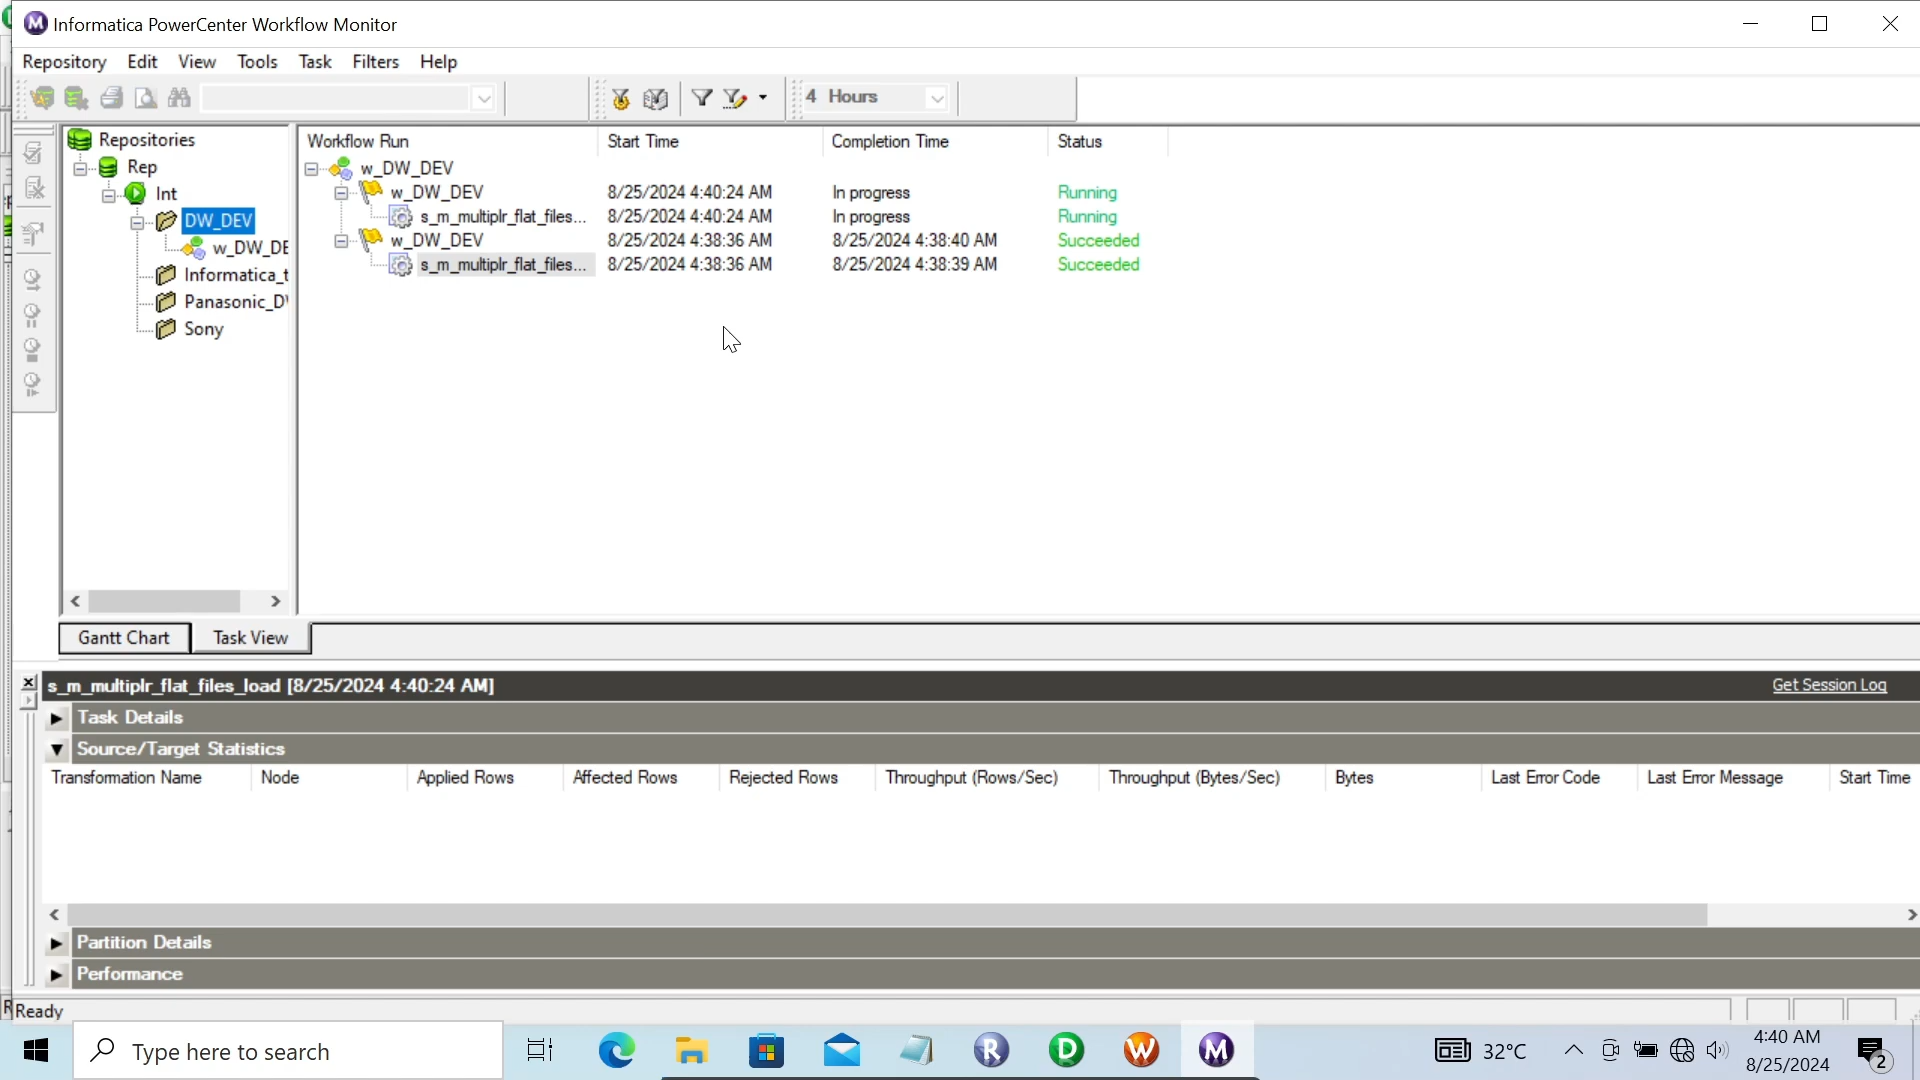 Informatica PowerCenter Workflow Monitor
Repository Edit View Tools Task Filters Help
4 Hours
Repositories
Rep
Int
DW_DEV
w_DW_DE
Informatica_t
Panasonic_D
Sony
Workflow Run Start Time Completion Time Status
w_DW_DEV
w_DW_DEV 8/25/2024 4:40:24 AM In progress Running
s_m_multiplr_flat_files... 8/25/2024 4:40:24 AM In progress Running
w_DW_DEV 8/25/2024 4:38:36 AM 8/25/2024 4:38:40 AM Succeeded
s_m_multiplr_flat_files... 8/25/2024 4:38:36 AM 8/25/2024 4:38:39 AM Succeeded
Gantt Chart Task View
s_m_multiplr_flat_files_load [8/25/2024 4:40:24 AM] Get Session Log
Task Details
Source/Target Statistics
Transformation Name Node Applied Rows Affected Rows Rejected Rows Throughput (Rows/Sec) Throughput (Bytes/Sec) Bytes Last Error Code Last Error Message Start Time
Partition Details
Performance
Ready
Type here to search
R D W M
32°C
4:40 AM
8/25/2024
2